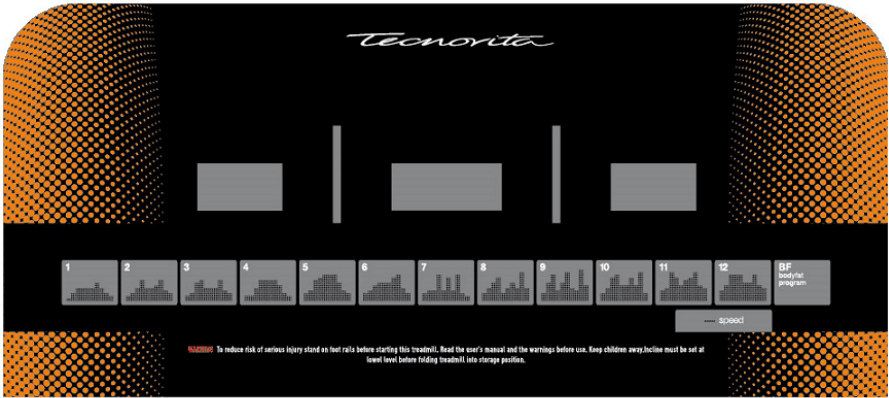 Tecnovita
1 2 3 4 5 6 7 8 9 10 11 12 BF
bodyfat
program
speed
WARNING! To reduce risk of serious injury stand on foot rails before starting this treadmill. Read the user's manual and the warnings before use. Keep children away.Incline must be set at
lowel level before folding treadmill into storage position.